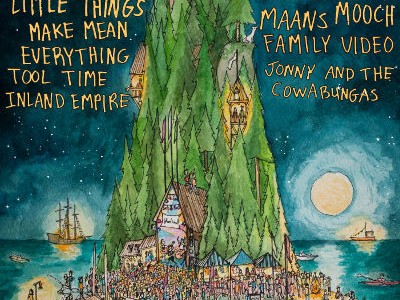 LITTLE THINGS
MAKE MEAN
EVERYTHING
TOOL TIME
INLAND EMPIRE
MAANS MOOCH
FAMILY VIDEO
JONNY AND THE
COWABUNGAS